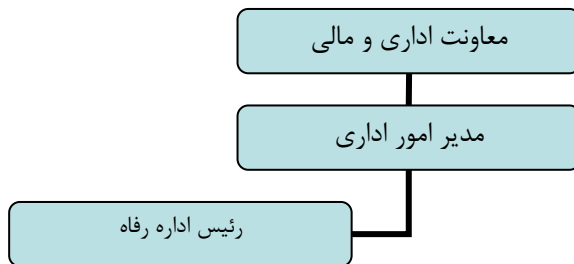 معاونت اداری و مالی
مدیر امور اداری
رئیس اداره رفاه